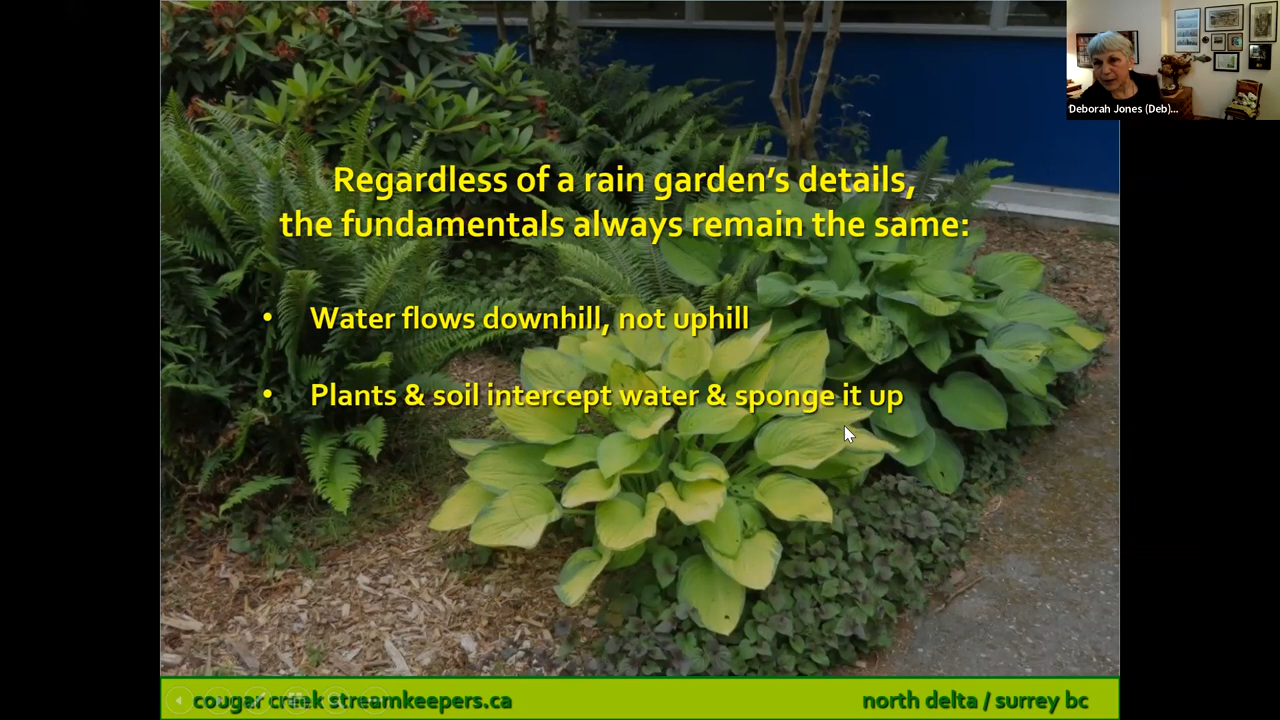 Deborah Jones (Deb)...
Regardless of a rain garden's details,
the fundamentals always remain the same:
• Water flows downhill, not uphill
• Plants & soil intercept water & sponge it up
cougar creek streamkeepers.ca
north delta / surrey bc